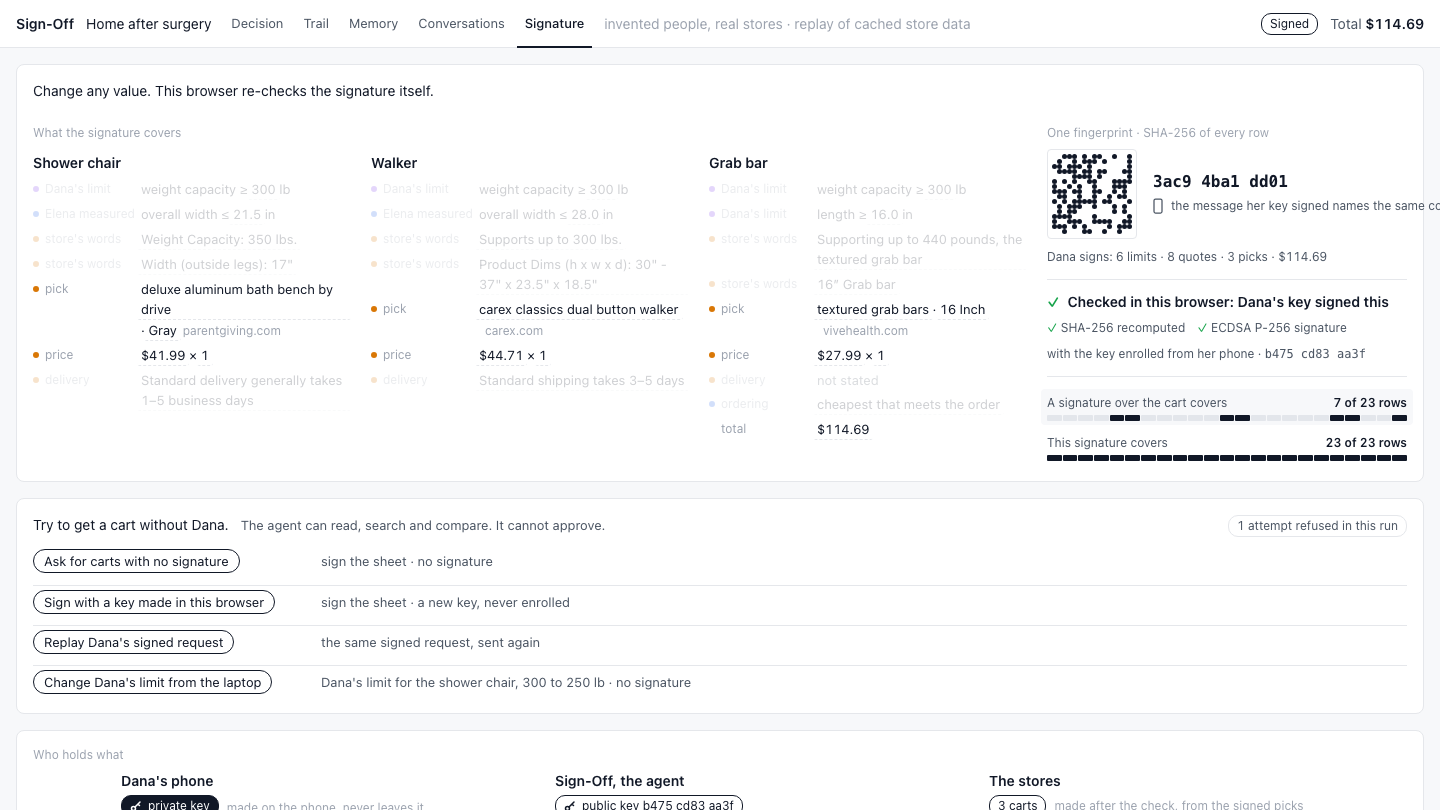 Sign-Off Home after surgery Decision Trail Memory Conversations Signature invented people, real stores · replay of cached store data Signed Total $114.69
Change any value. This browser re-checks the signature itself.
What the signature covers
Shower chair
Dana's limit weight capacity ≥ 300 lb
Elena measured overall width ≤ 21.5 in
store's words Weight Capacity: 350 lbs.
store's words Width (outside legs): 17"
pick deluxe aluminum bath bench by
drive
· Gray parentgiving.com
price $41.99 × 1
delivery Standard delivery generally takes
1–5 business days
Walker
Dana's limit weight capacity ≥ 300 lb
Elena measured overall width ≤ 28.0 in
store's words Supports up to 300 lbs.
store's words Product Dims (h x w x d): 30" -
37" x 23.5" x 18.5"
pick carex classics dual button walker
carex.com
price $44.71 × 1
delivery Standard shipping takes 3–5 days
Grab bar
Dana's limit weight capacity ≥ 300 lb
Dana's limit length ≥ 16.0 in
store's words Supporting up to 440 pounds, the
textured grab bar
store's words 16" Grab bar
pick textured grab bars · 16 Inch
vivehealth.com
price $27.99 × 1
delivery not stated
ordering cheapest that meets the order
total $114.69
One fingerprint · SHA-256 of every row
3ac9 4ba1 dd01
the message her key signed names the same co
Dana signs: 6 limits · 8 quotes · 3 picks · $114.69
Checked in this browser: Dana's key signed this
SHA-256 recomputed ECDSA P-256 signature
with the key enrolled from her phone · b475 cd83 aa3f
A signature over the cart covers 7 of 23 rows
This signature covers 23 of 23 rows
Try to get a cart without Dana. The agent can read, search and compare. It cannot approve. 1 attempt refused in this run
Ask for carts with no signature sign the sheet · no signature
Sign with a key made in this browser sign the sheet · a new key, never enrolled
Replay Dana's signed request the same signed request, sent again
Change Dana's limit from the laptop Dana's limit for the shower chair, 300 to 250 lb · no signature
Who holds what
Dana's phone Sign-Off, the agent The stores
private key made on the phone, never leaves it public key b475 cd83 aa3f 3 carts made after the check, from the signed picks